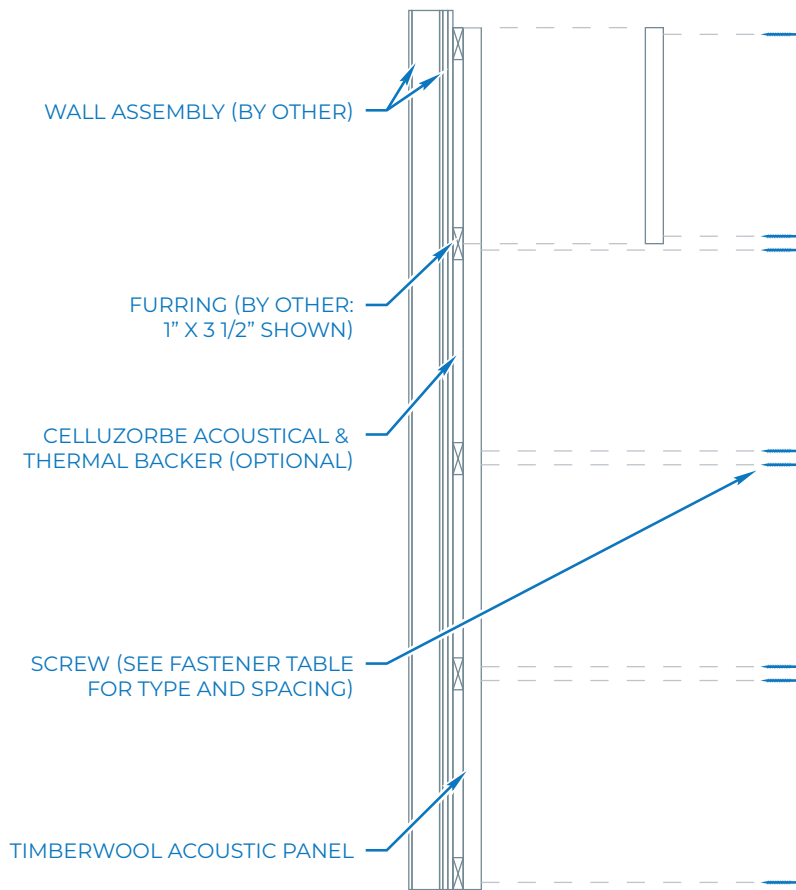 WALL ASSEMBLY (BY OTHER)
FURRING (BY OTHER:
1” X 3 1/2” SHOWN)
CELLUZORBE ACOUSTICAL &
THERMAL BACKER (OPTIONAL)
SCREW (SEE FASTENER TABLE
FOR TYPE AND SPACING)
TIMBERWOOL ACOUSTIC PANEL